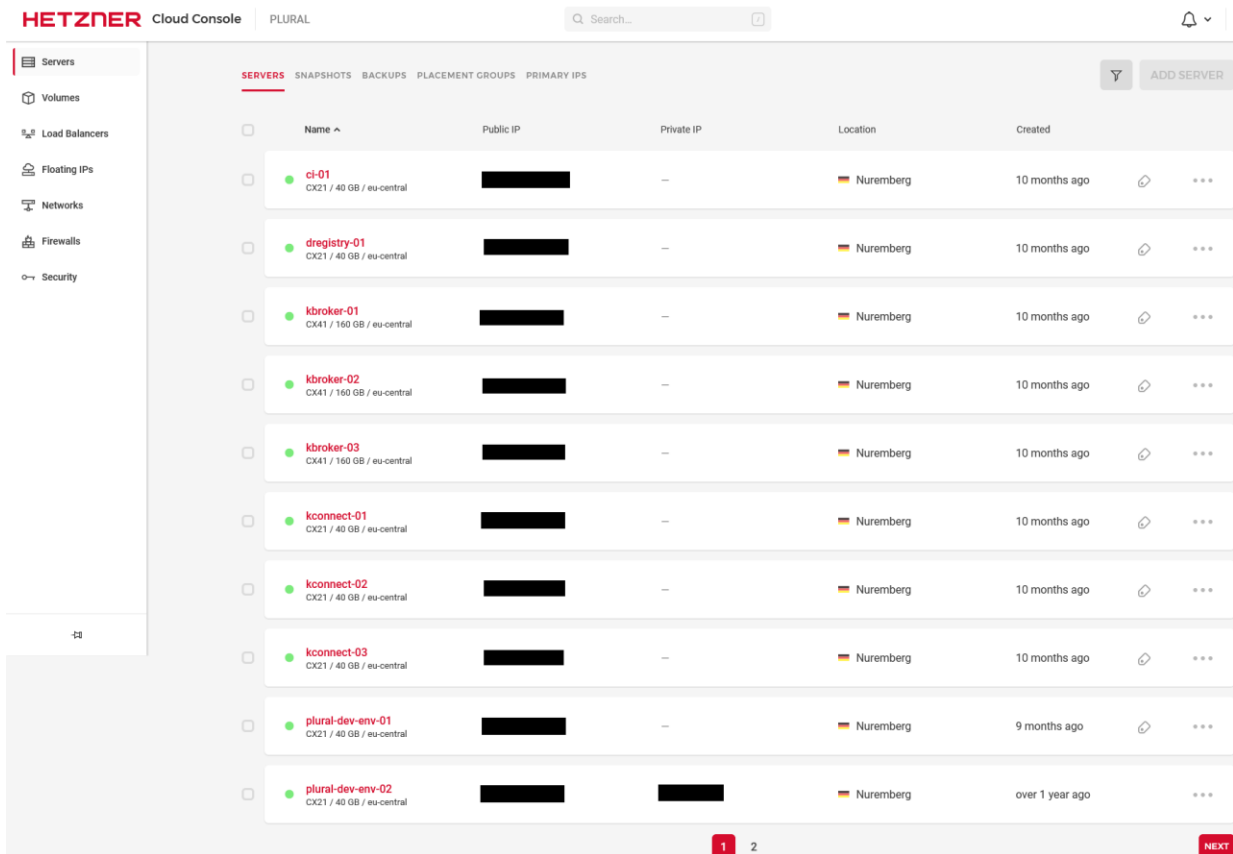 HETZNER Cloud Console PLURAL Search... /
Servers
Volumes
Load Balancers
Floating IPs
Networks
Firewalls
Security
SERVERS SNAPSHOTS BACKUPS PLACEMENT GROUPS PRIMARY IPS ADD SERVER
Name Public IP Private IP Location Created
ci-01
CX21 / 40 GB / eu-central
– Nuremberg 10 months ago
dregistry-01
CX21 / 40 GB / eu-central
– Nuremberg 10 months ago
kbroker-01
CX41 / 160 GB / eu-central
– Nuremberg 10 months ago
kbroker-02
CX41 / 160 GB / eu-central
– Nuremberg 10 months ago
kbroker-03
CX41 / 160 GB / eu-central
– Nuremberg 10 months ago
kconnect-01
CX21 / 40 GB / eu-central
– Nuremberg 10 months ago
kconnect-02
CX21 / 40 GB / eu-central
– Nuremberg 10 months ago
kconnect-03
CX21 / 40 GB / eu-central
– Nuremberg 10 months ago
plural-dev-env-01
CX21 / 40 GB / eu-central
– Nuremberg 9 months ago
plural-dev-env-02
CX21 / 40 GB / eu-central
Nuremberg over 1 year ago
1 2 NEXT